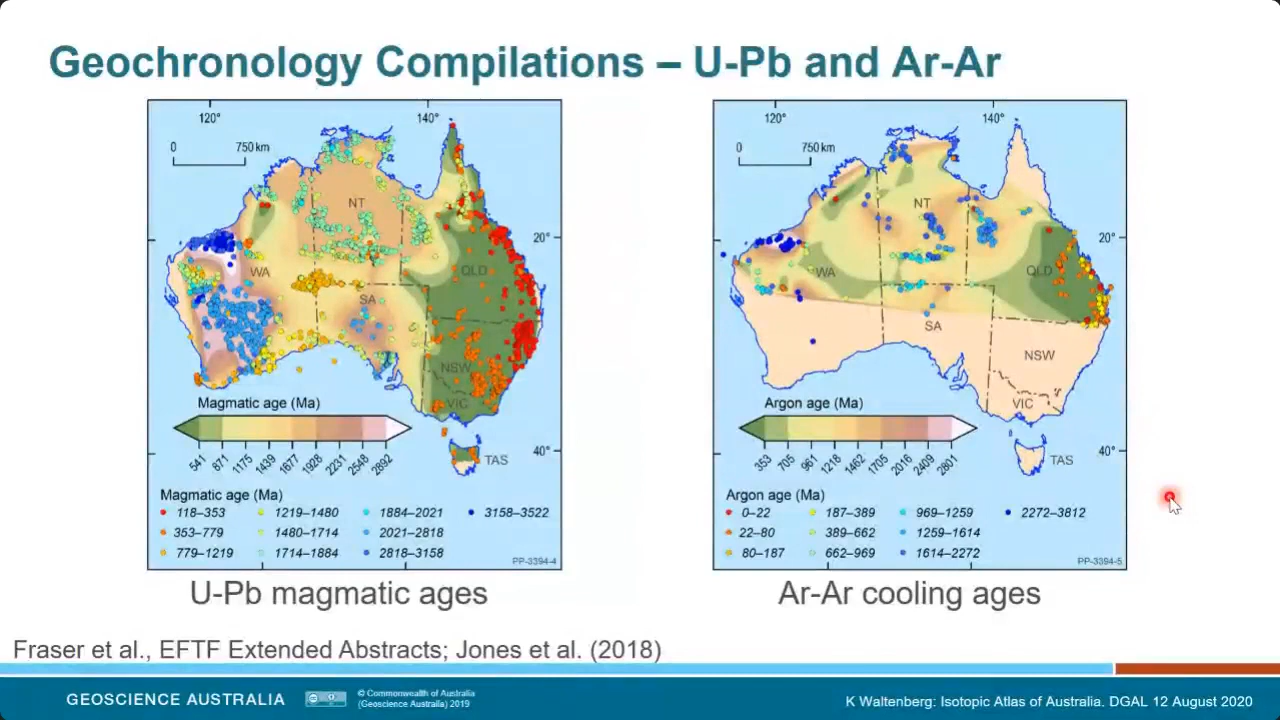 Geochronology Compilations – U-Pb and Ar-Ar
120°
140°
0
750 km
NT
20°
WA
QLD
SA
NSW
VIC
Magmatic age (Ma)
541 871 1175 1439 1677 1928 2231 2548 2892
40°
TAS
Magmatic age (Ma)
118–353 1219–1480 1884–2021 3158–3522
353–779 1480–1714 2021–2818
779–1219 1714–1884 2818–3158
PP-3394-4
U-Pb magmatic ages
120°
140°
0
750 km
NT
20°
WA
QLD
SA
NSW
VIC
Argon age (Ma)
353 705 961 1218 1462 1705 2016 2409 2801
40°
TAS
Argon age (Ma)
0–22 187–389 969–1259 2272–3812
22–80 389–662 1259–1614
80–187 662–969 1614–2272
PP-3394-5
Ar-Ar cooling ages
Fraser et al., EFTF Extended Abstracts; Jones et al. (2018)
GEOSCIENCE AUSTRALIA
© Commonwealth of Australia
(Geoscience Australia) 2019
K Waltenberg: Isotopic Atlas of Australia. DGAL 12 August 2020